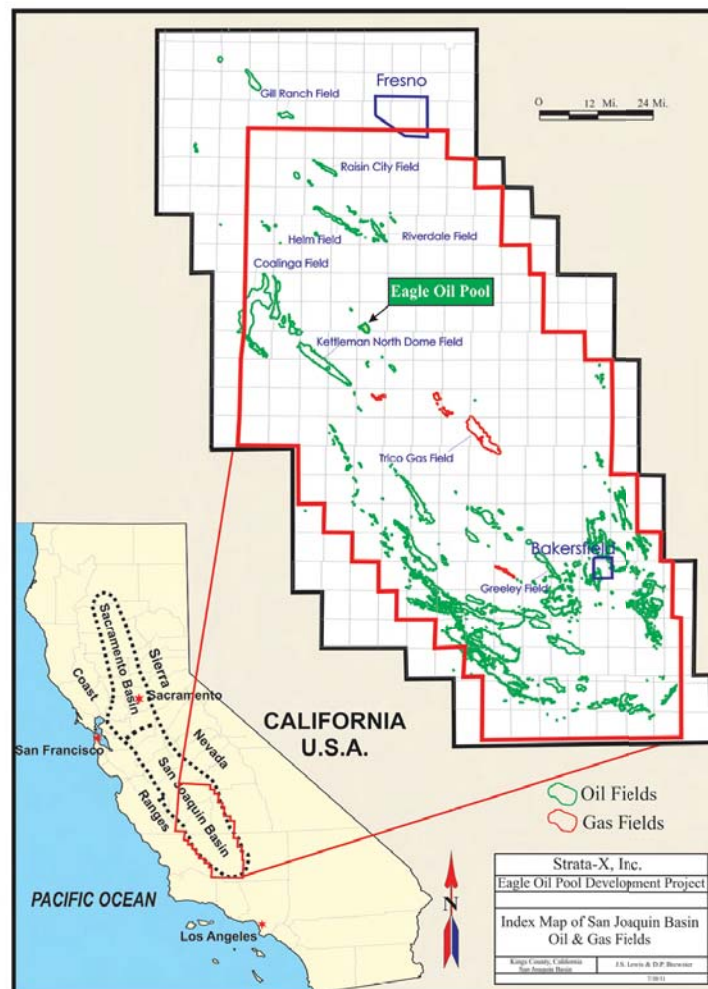 Fresno
Gill Ranch Field
O 12 Mi. 24 Mi.
Raisin City Field
Helm Field
Riverdale Field
Coalinga Field
Eagle Oil Pool
Kettleman North Dome Field
Trico Gas Field
Bakersfield
Greeley Field
Sacramento Basin
Sierra
Nevada
Coast
Ranges
Sacramento
San Francisco
San Joaquin Basin
CALIFORNIA
U.S.A.
PACIFIC OCEAN
Los Angeles
N
Oil Fields
Gas Fields
Strata-X, Inc.
Eagle Oil Pool Development Project
Index Map of San Joaquin Basin
Oil & Gas Fields
Kings County, California
San Joaquin Basin
J.S. Lewis & D.P. Brewster
7/20/11